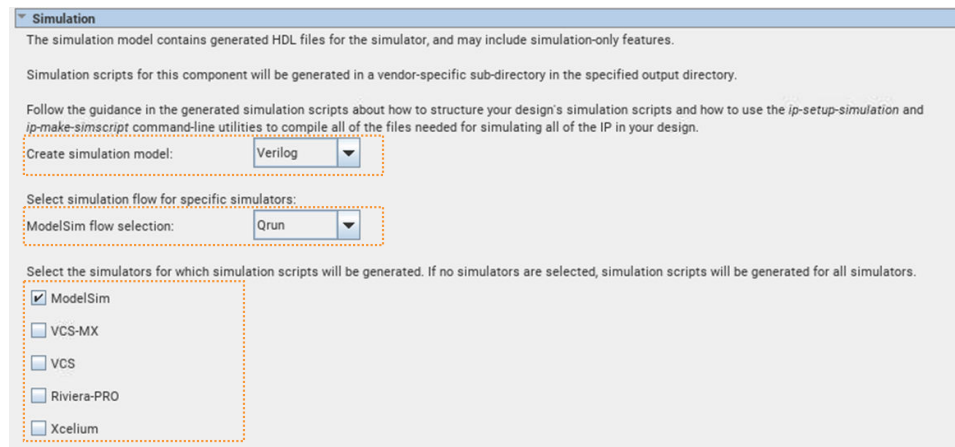 Simulation
The simulation model contains generated HDL files for the simulator, and may include simulation-only features.
Simulation scripts for this component will be generated in a vendor-specific sub-directory in the specified output directory.
Follow the guidance in the generated simulation scripts about how to structure your design's simulation scripts and how to use the ip-setup-simulation and
ip-make-simscript command-line utilities to compile all of the files needed for simulating all of the IP in your design.
Create simulation model: Verilog
Select simulation flow for specific simulators:
ModelSim flow selection: Qrun
Select the simulators for which simulation scripts will be generated. If no simulators are selected, simulation scripts will be generated for all simulators.
ModelSim
VCS-MX
VCS
Riviera-PRO
Xcelium